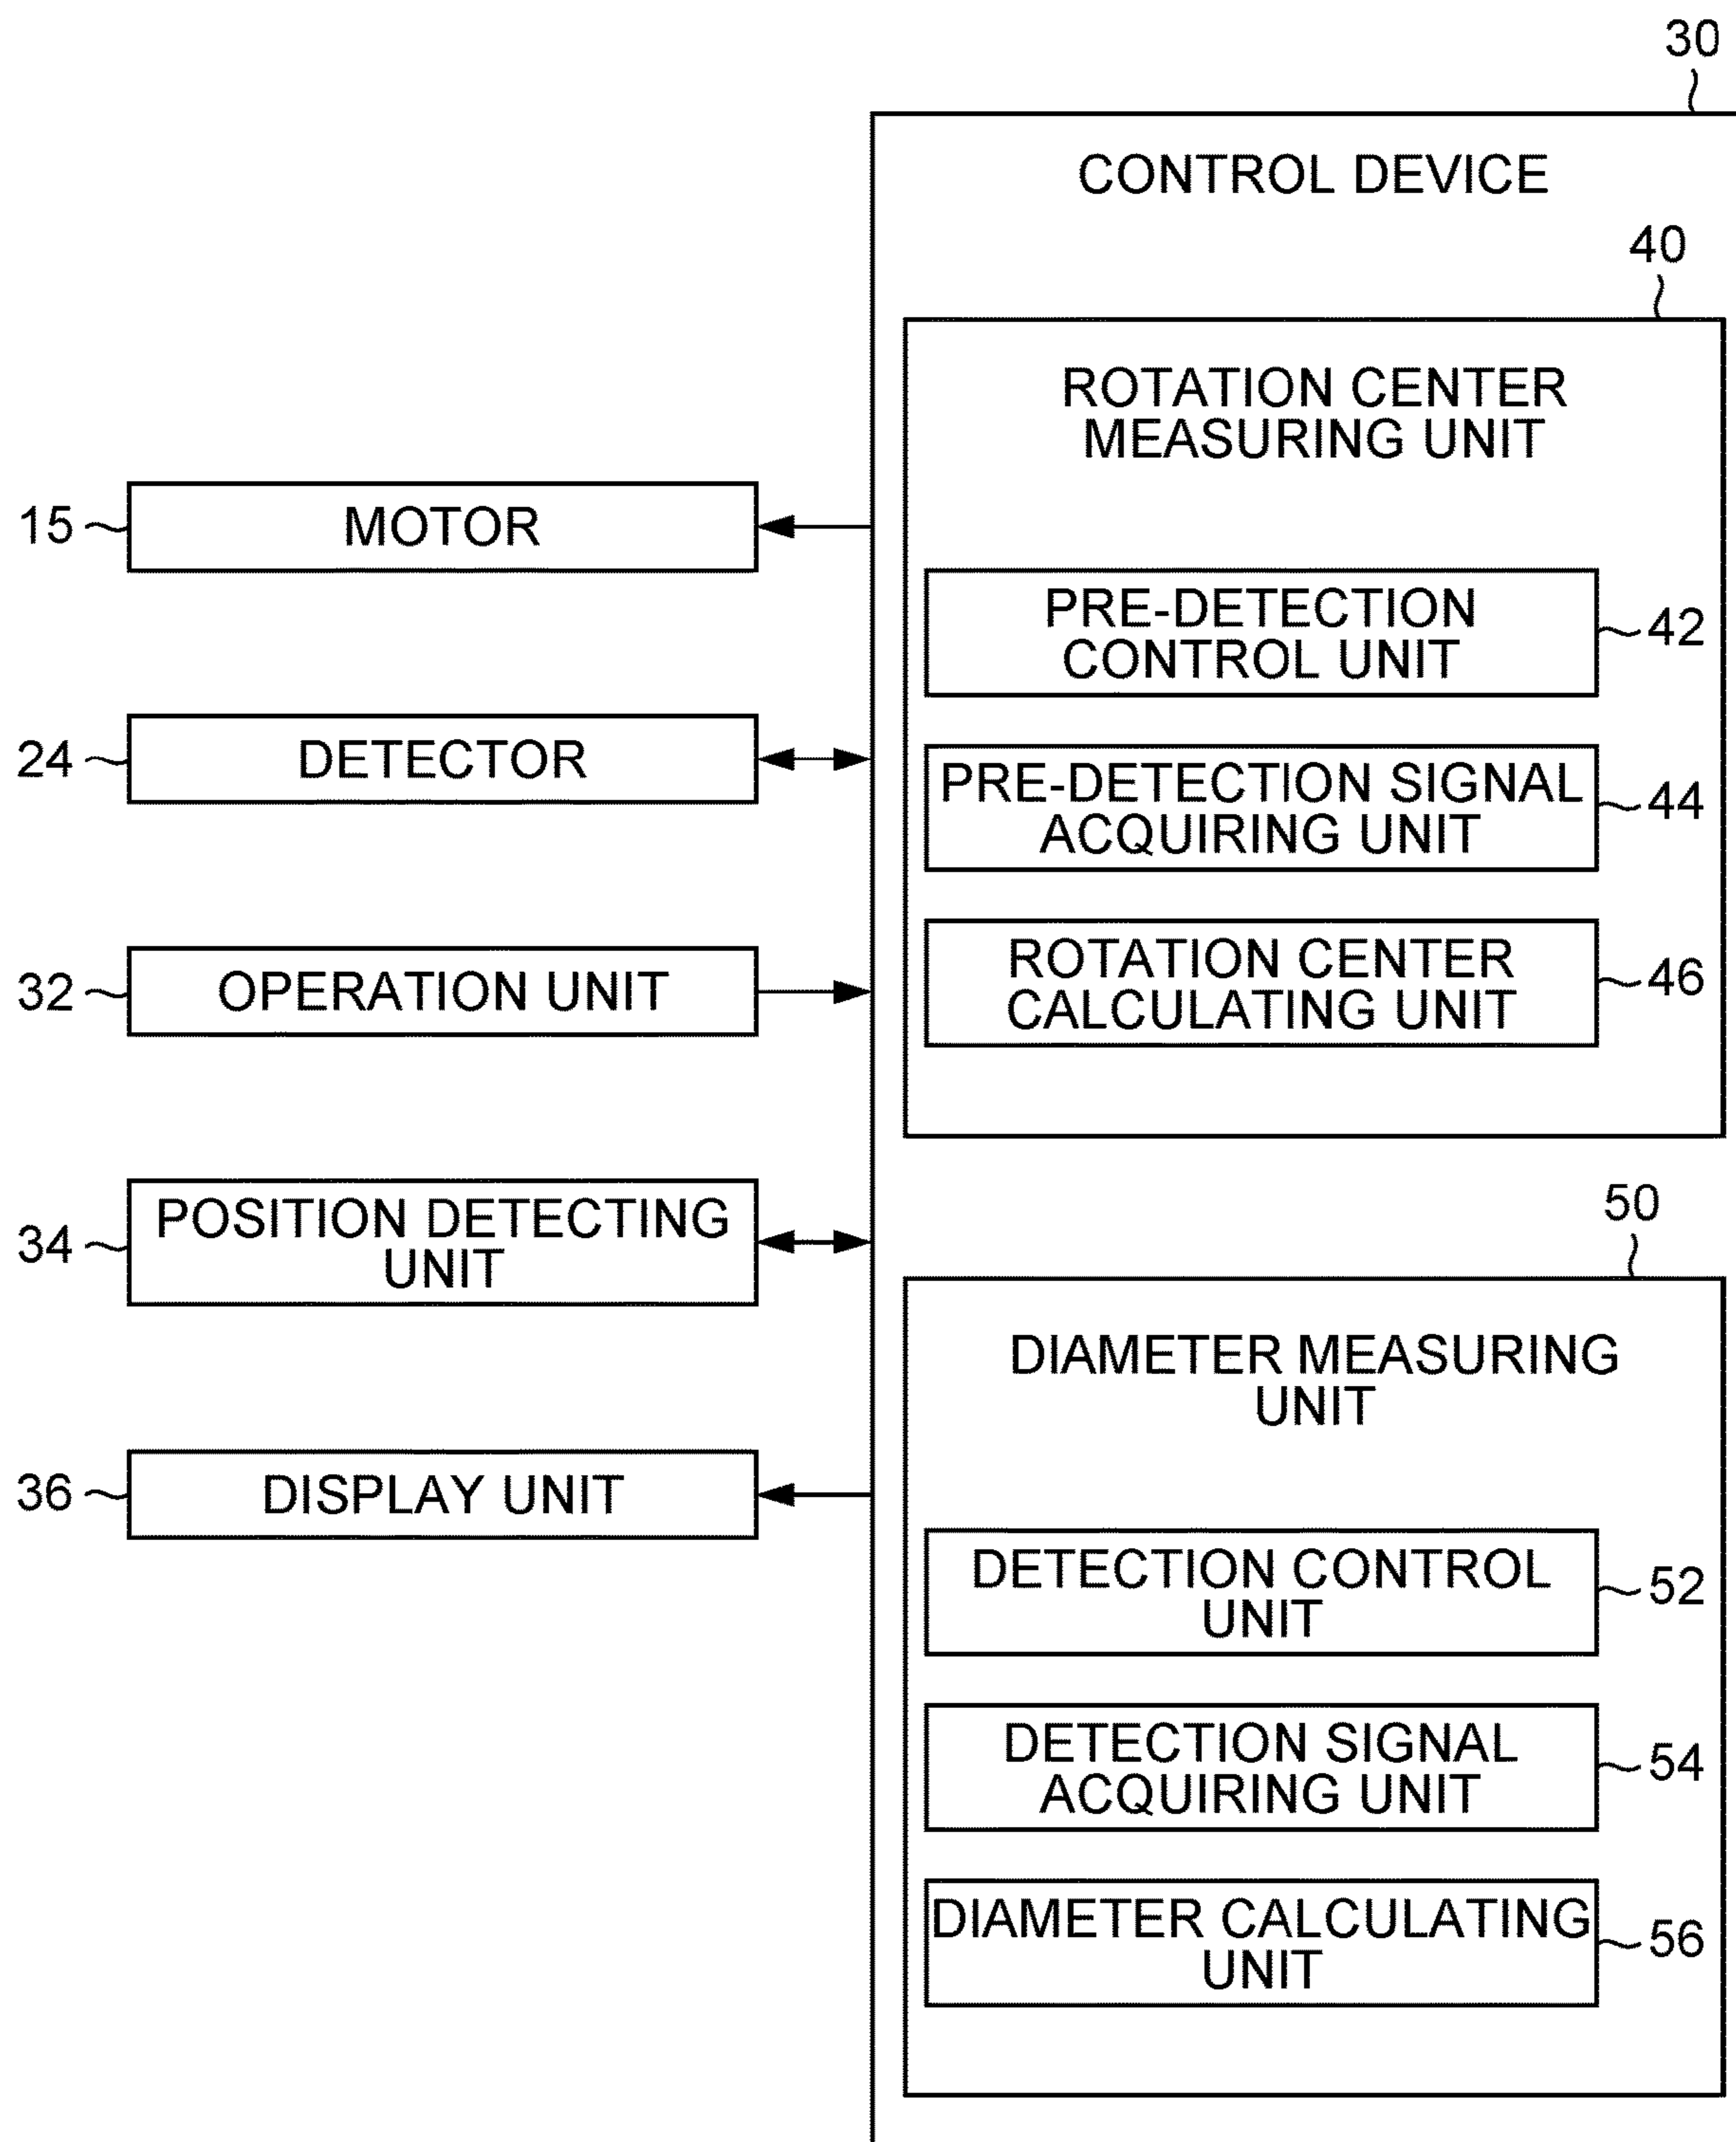 30
CONTROL DEVICE
40
ROTATION CENTER
MEASURING UNIT
15
MOTOR
PRE-DETECTION
CONTROL UNIT
42
24
DETECTOR
PRE-DETECTION SIGNAL
ACQUIRING UNIT
44
32
OPERATION UNIT
ROTATION CENTER
CALCULATING UNIT
46
34
POSITION DETECTING
UNIT
50
DIAMETER MEASURING
UNIT
36
DISPLAY UNIT
DETECTION CONTROL
UNIT
52
DETECTION SIGNAL
ACQUIRING UNIT
54
DIAMETER CALCULATING
UNIT
56